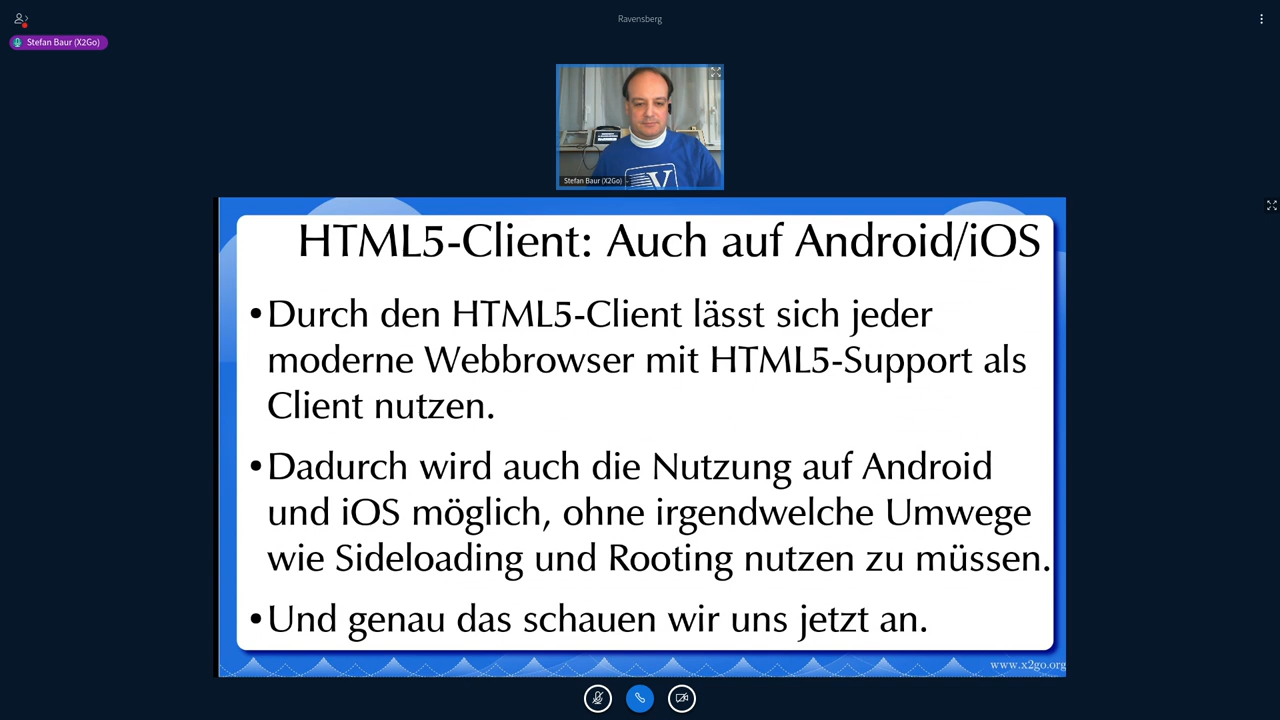 Ravensberg
Stefan Baur (X2Go)
Stefan Baur (X2Go)
HTML5-Client: Auch auf Android/iOS
•Durch den HTML5-Client lässt sich jeder
moderne Webbrowser mit HTML5-Support als
Client nutzen.
•Dadurch wird auch die Nutzung auf Android
und iOS möglich, ohne irgendwelche Umwege
wie Sideloading und Rooting nutzen zu müssen.
•Und genau das schauen wir uns jetzt an.
www.x2go.org